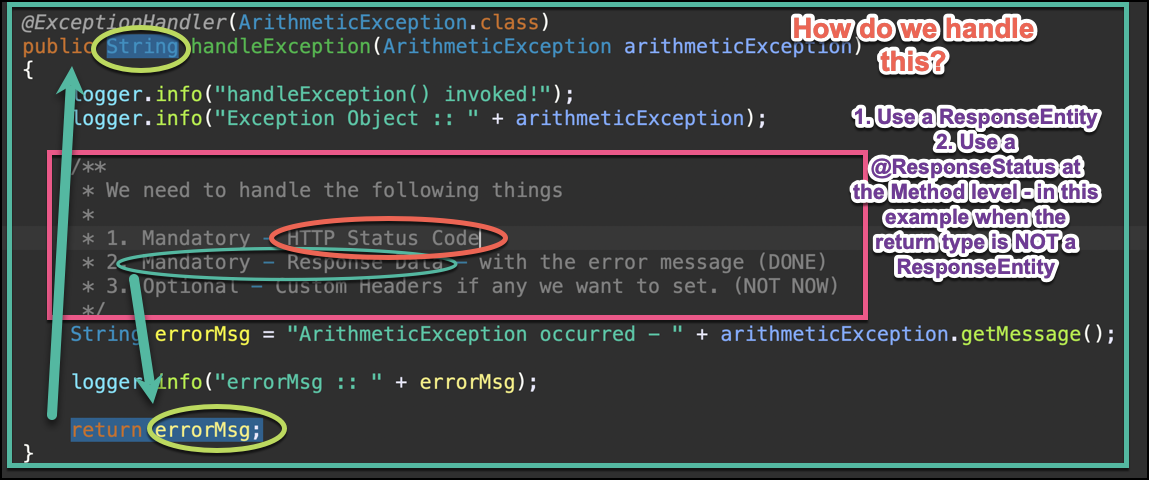 @ExceptionHandler(ArithmeticException.class)
public String handleException(ArithmeticException arithmeticException)
{
logger.info("handleException() invoked!");
logger.info("Exception Object :: " + arithmeticException);
/**
* We need to handle the following things
*
* 1. Mandatory - HTTP Status Code
* 2. Mandatory - Response Data - with the error message (DONE)
* 3. Optional - Custom Headers if any we want to set. (NOT NOW)
*/
String errorMsg = "ArithmeticException occurred - " + arithmeticException.getMessage();
logger.info("errorMsg :: " + errorMsg);
return errorMsg;
}
How do we handle
this?
1. Use a ResponseEntity
2. Use a
@ResponseStatus at
the Method level - in this
example when the
return type is NOT a
ResponseEntity